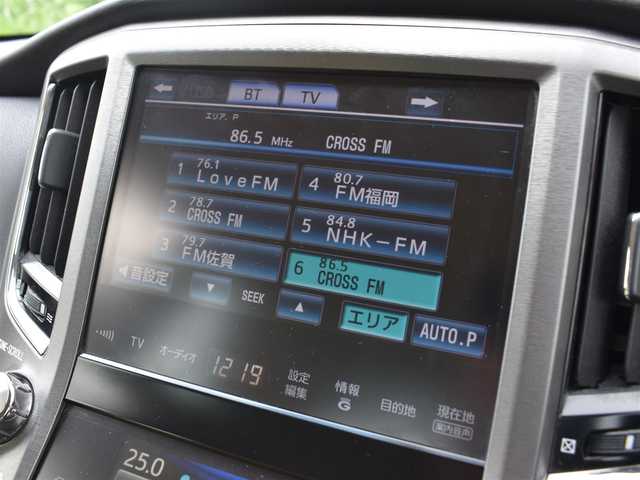 BT TV
エリア. P
86.5 MHz CROSS FM
1 76.1 LoveFM
4 80.7 FM福岡
2 78.7 CROSS FM
5 84.8 NHK-FM
3 79.7 FM佐賀
6 86.5 CROSS FM
音設定
SEEK
エリア
AUTO.P
TV
オーディオ
1219
設定
編集
情報
G
目的地
現在地
案内音声
25.0